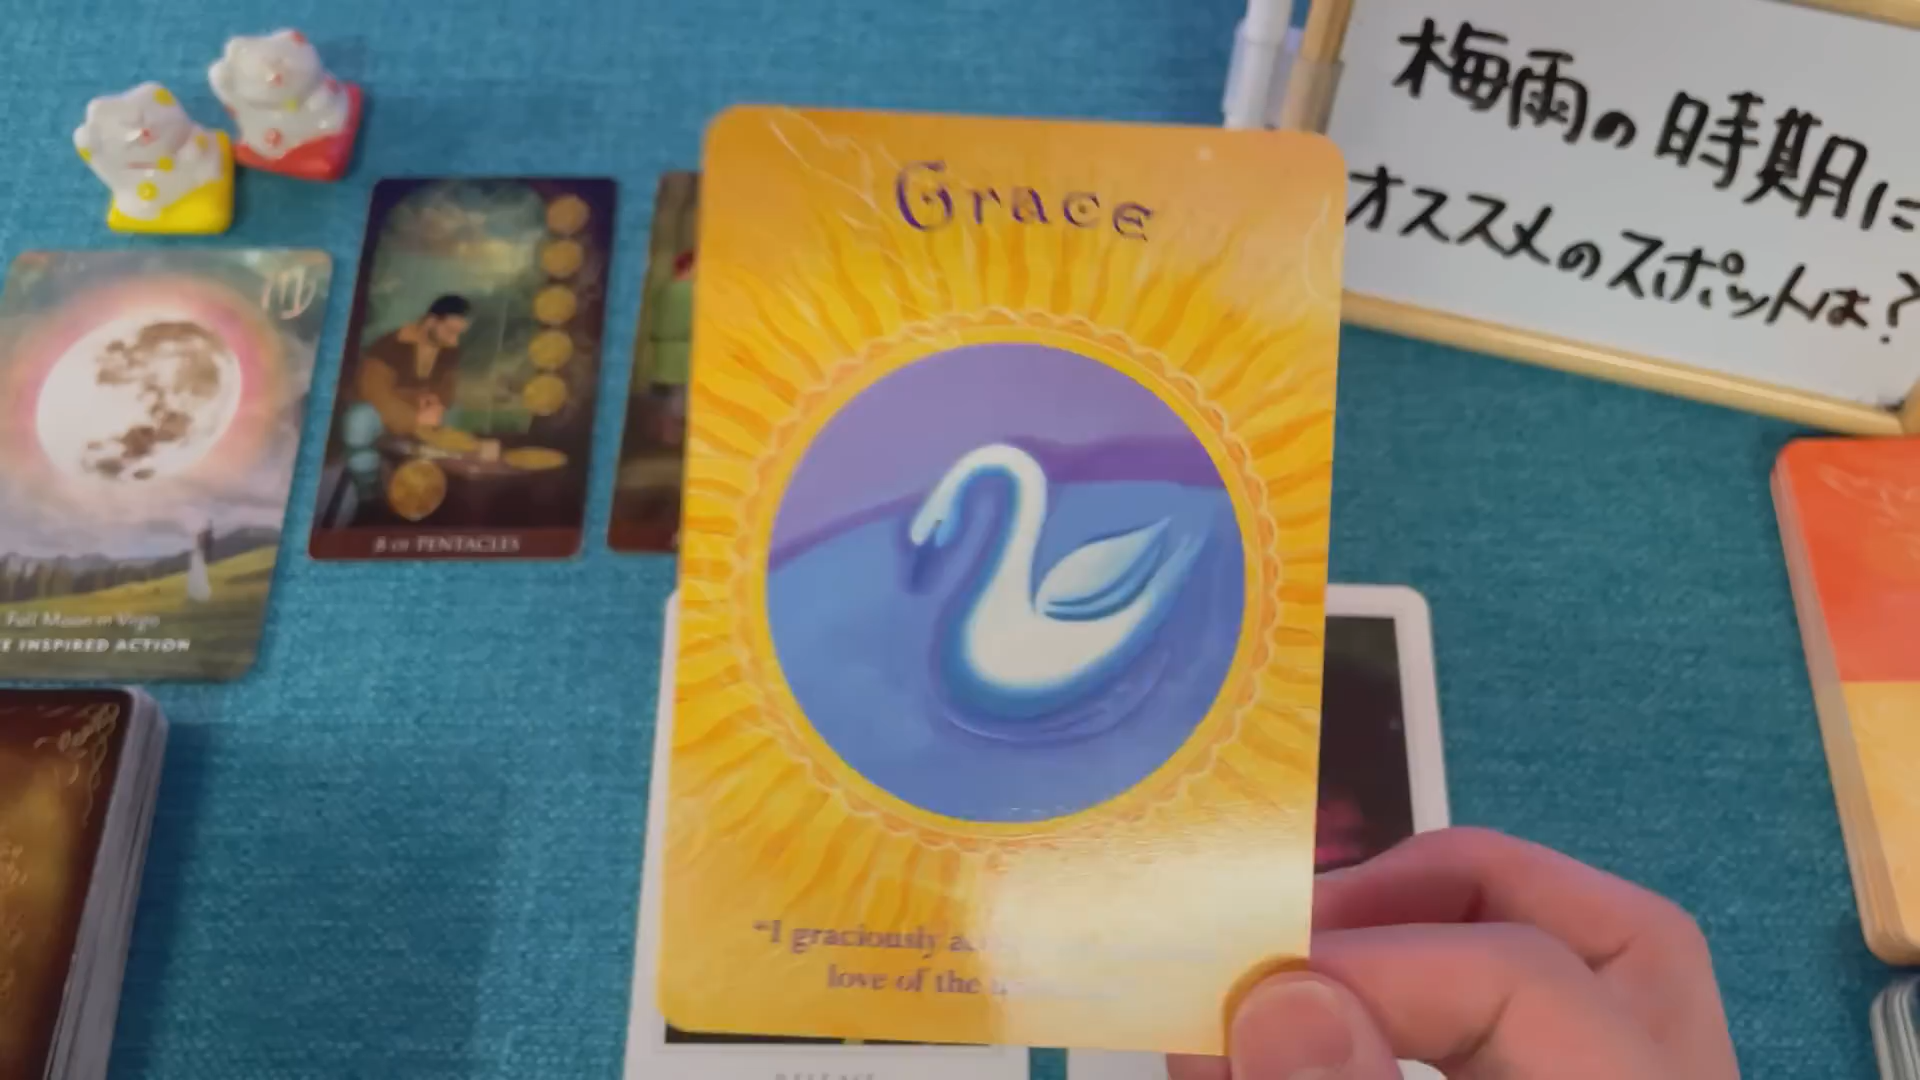 梅雨の時期に
オススメのスポットは?
Grace
8 OF PENTACLES
Full Moon in Virgo
INSPIRED ACTION
"I graciously
love of the